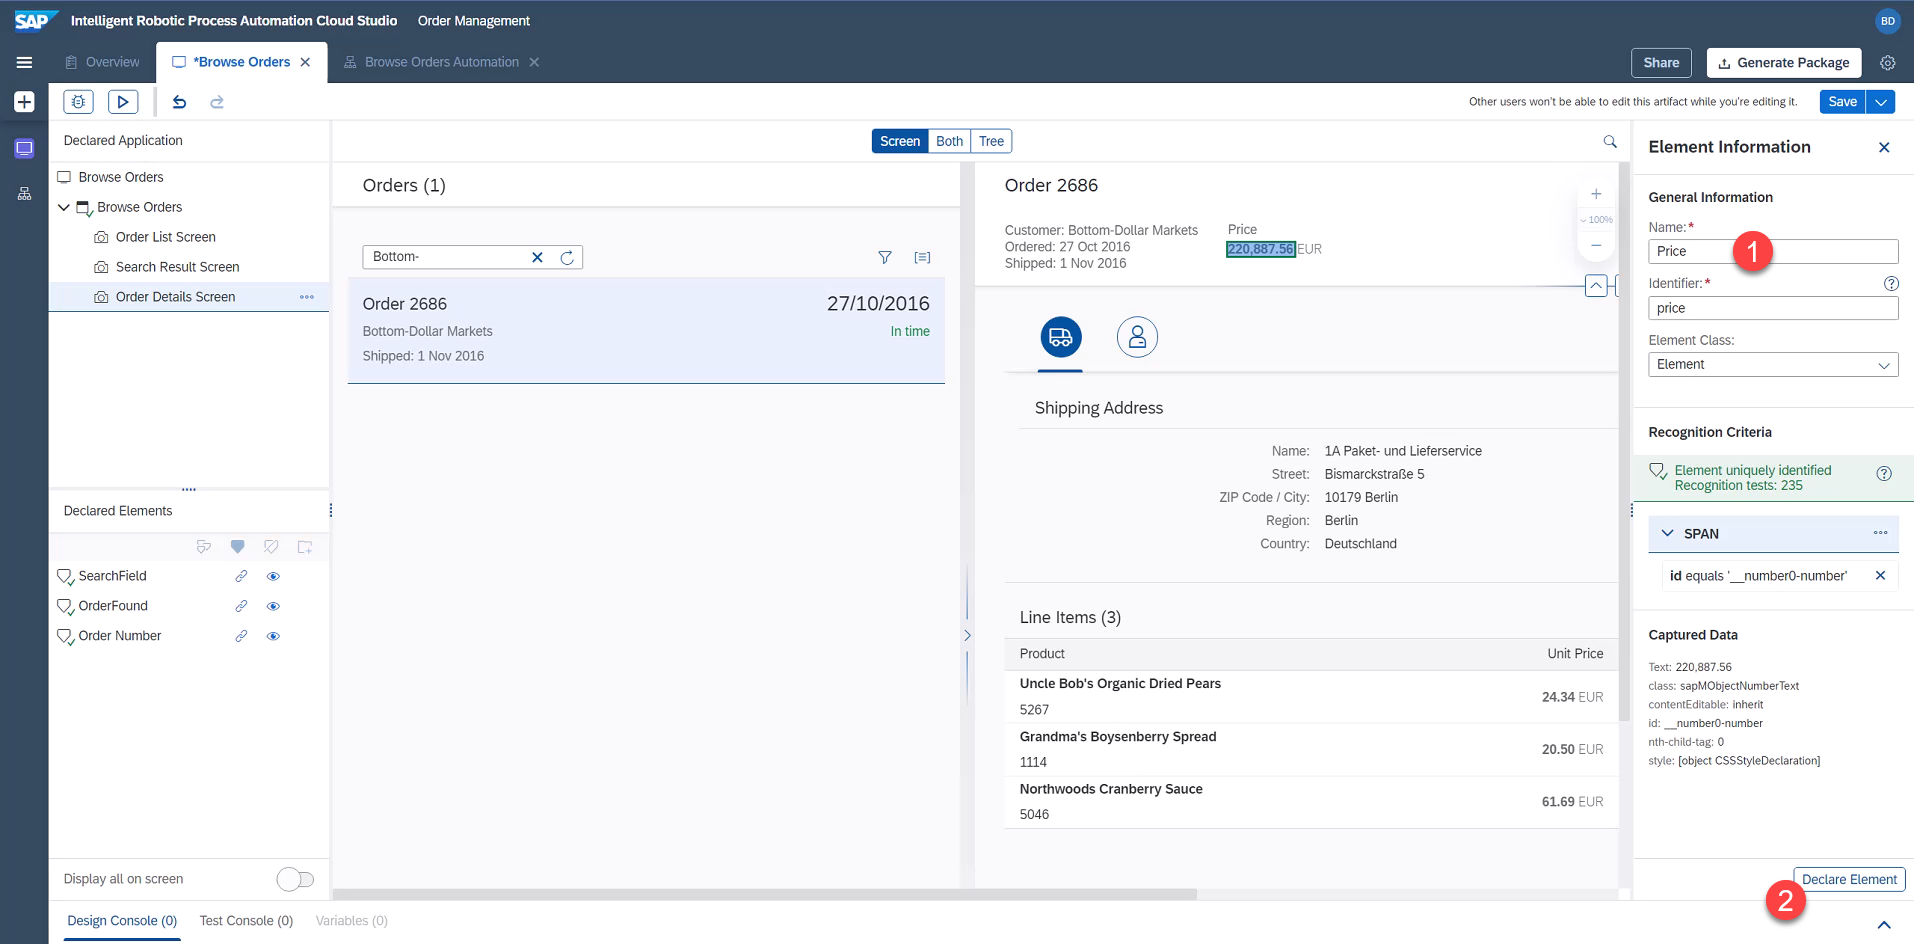 SAP Intelligent Robotic Process Automation Cloud Studio Order Management BD
Overview *Browse Orders Browse Orders Automation Share Generate Package
Other users won't be able to edit this artifact while you're editing it. Save
Declared Application
Browse Orders
Browse Orders
Order List Screen
Search Result Screen
Order Details Screen
Declared Elements
SearchField
OrderFound
Order Number
Display all on screen
Screen Both Tree
Orders (1)
Bottom-
Order 2686 27/10/2016
Bottom-Dollar Markets In time
Shipped: 1 Nov 2016
Order 2686
Customer: Bottom-Dollar Markets
Ordered: 27 Oct 2016
Shipped: 1 Nov 2016
Price
220,887.56 EUR
100%
Shipping Address
Name: 1A Paket- und Lieferservice
Street: Bismarckstraße 5
ZIP Code / City: 10179 Berlin
Region: Berlin
Country: Deutschland
Line Items (3)
Product Unit Price
Uncle Bob's Organic Dried Pears
5267
24.34 EUR
Grandma's Boysenberry Spread
1114
20.50 EUR
Northwoods Cranberry Sauce
5046
61.69 EUR
Element Information
General Information
Name:*
Price
1
Identifier:*
price
Element Class:
Element
Recognition Criteria
Element uniquely identified
Recognition tests: 235
SPAN
id equals '__number0-number'
Captured Data
Text: 220,887.56
class: sapMObjectNumberText
contentEditable: inherit
id: __number0-number
nth-child-tag: 0
style: [object CSSStyleDeclaration]
Declare Element
2
Design Console (0) Test Console (0) Variables (0)